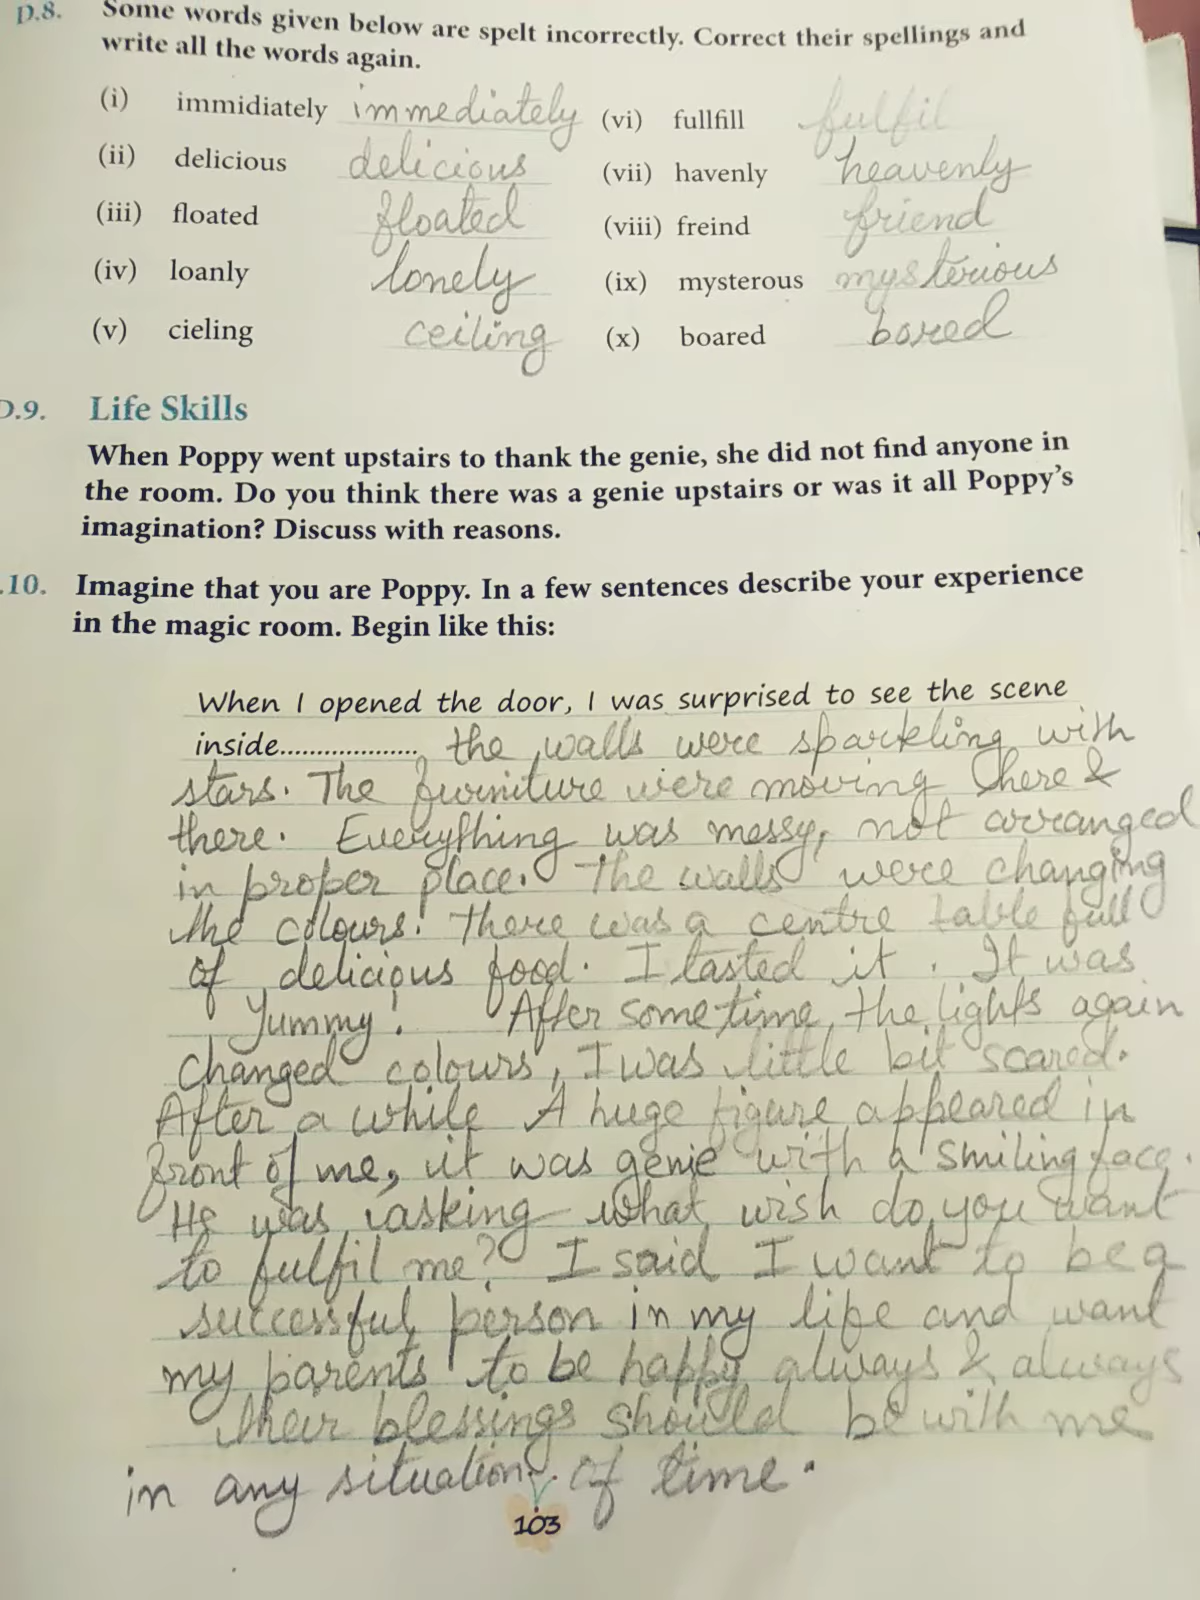 D.8. Some words given below are spelt incorrectly. Correct their spellings and
write all the words again.
(i) immidiately immediately (vi) fullfill fulfil
(ii) delicious delicious (vii) havenly heavenly
(iii) floated floated (viii) freind friend
(iv) loanly lonely (ix) mysterous mysterious
(v) cieling ceiling (x) boared bored
D.9. Life Skills
When Poppy went upstairs to thank the genie, she did not find anyone in
the room. Do you think there was a genie upstairs or was it all Poppy's
imagination? Discuss with reasons.
.10. Imagine that you are Poppy. In a few sentences describe your experience
in the magic room. Begin like this:
When I opened the door, I was surprised to see the scene
inside................... the walls were sparkling with
stars. The furniture were moving here &
there. Everything was messy, not arranged
in proper place. The walls were changing
the colours! There was a centre table full
of delicious food. I tasted it. It was
Yummy! After some time, the lights again
changed colours, I was little bit scared.
After a while A huge figure appeared in
front of me, it was genie with a smiling face.
He was asking what wish do you want
to fulfil me? I said I want to be a
successful person in my life and want
my parents to be happy always & always
their blessings should be with me
in any situation of time.
103